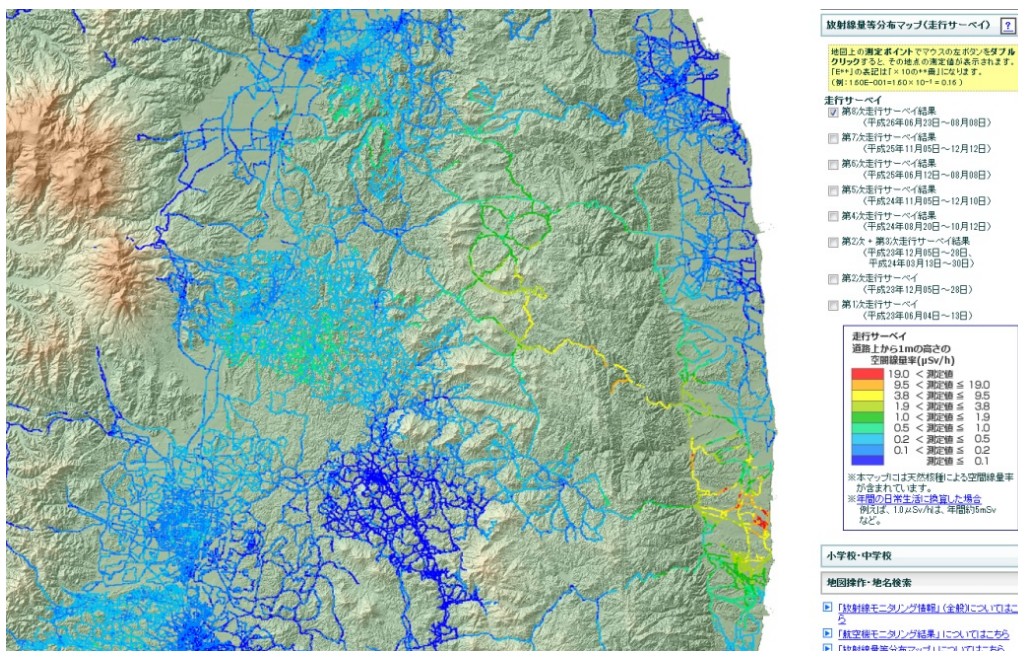 放射線量等分布マップ(走行サーベイ) ?
地図上の測定ポイントでマウスの左ボタンをダブル
クリックすると、その地点の測定値が表示されます。
「E**」の表記は「×10の**乗」になります。
(例:1.60E-001=1.60×10⁻¹=0.16)
走行サーベイ
第8次走行サーベイ結果
(平成26年06月23日~08月08日)
第7次走行サーベイ結果
(平成25年11月05日~12月12日)
第6次走行サーベイ結果
(平成25年06月12日~08月08日)
第5次走行サーベイ結果
(平成24年11月05日~12月10日)
第4次走行サーベイ結果
(平成24年08月20日~10月12日)
第2次+第3次走行サーベイ結果
(平成23年12月05日~28日、
平成24年03月13日~30日)
第2次走行サーベイ
(平成23年12月05日~28日)
第1次走行サーベイ
(平成23年06月04日~13日)
走行サーベイ
道路上から1mの高さの
空間線量率(μSv/h)
19.0 < 測定値
9.5 < 測定値 ≦ 19.0
3.8 < 測定値 ≦ 9.5
1.9 < 測定値 ≦ 3.8
1.0 < 測定値 ≦ 1.9
0.5 < 測定値 ≦ 1.0
0.2 < 測定値 ≦ 0.5
0.1 < 測定値 ≦ 0.2
測定値 ≦ 0.1
※本マップには天然核種による空間線量率
が含まれています。
※年間の日常生活に換算した場合
例えば、1.0μSv/hは、年間約5mSv
など。
小学校・中学校
地図操作・地名検索
「放射線モニタリング情報」(全般)についてはこ
ら
「航空機モニタリング結果」についてはこちら
「放射線量等分布マップ」についてはこちら